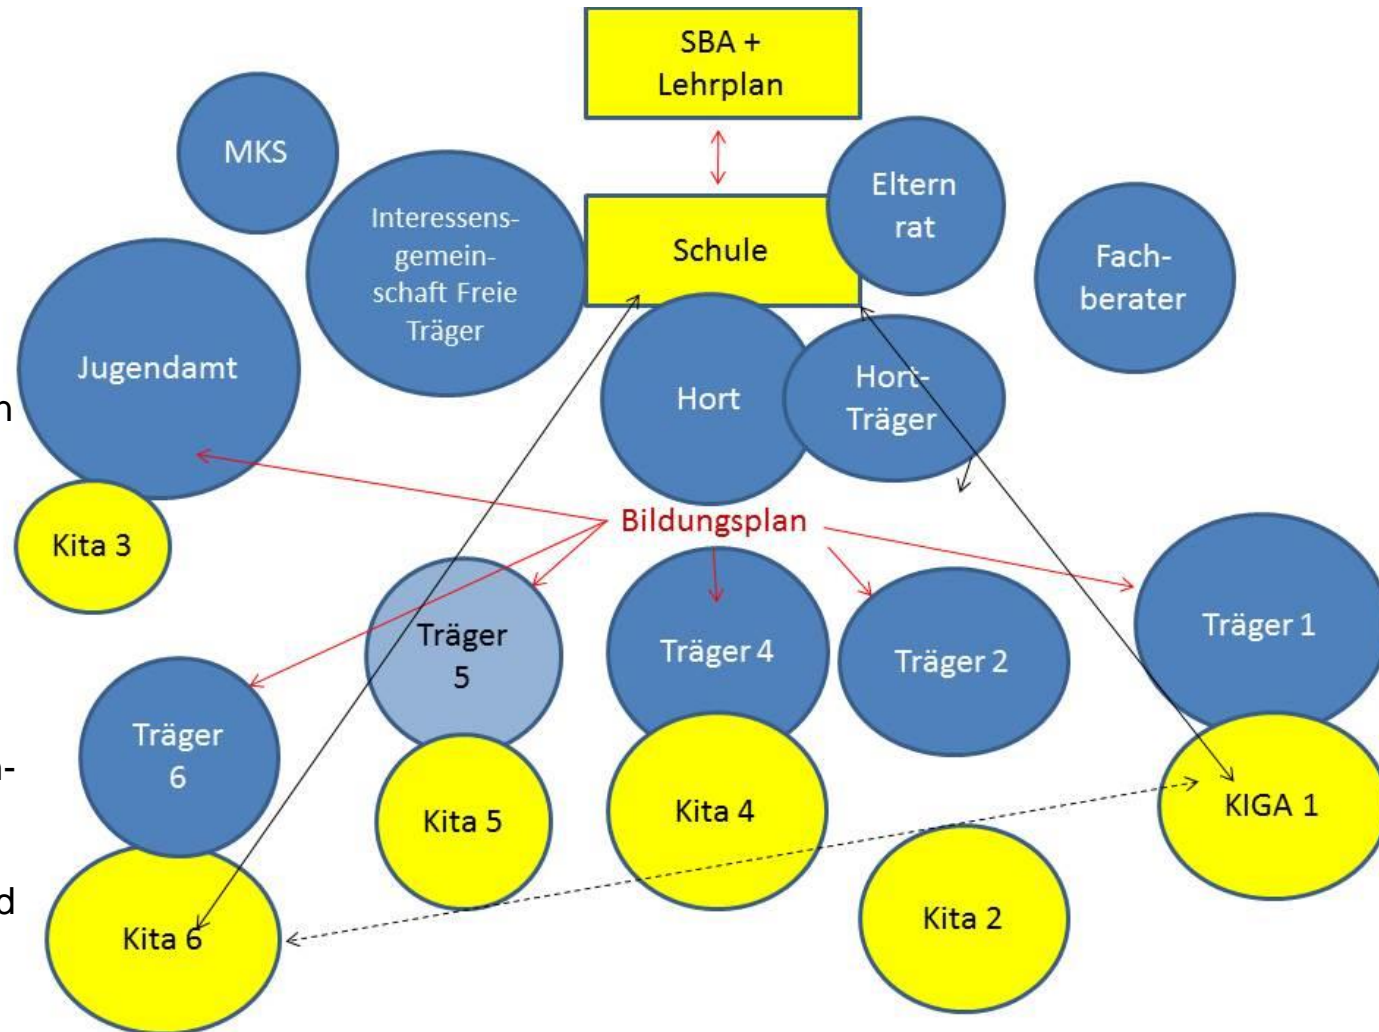 SBA +
Lehrplan
MKS
Eltern
rat
Interessens-
gemein-
schaft Freie
Träger
Schule
Fach-
berater
Jugendamt
Hort
Hort-
Träger
Bildungsplan
Kita 3
Träger
5
Träger 4
Träger 2
Träger 1
Träger
6
Kita 5
Kita 4
KIGA 1
Kita 6
Kita 2